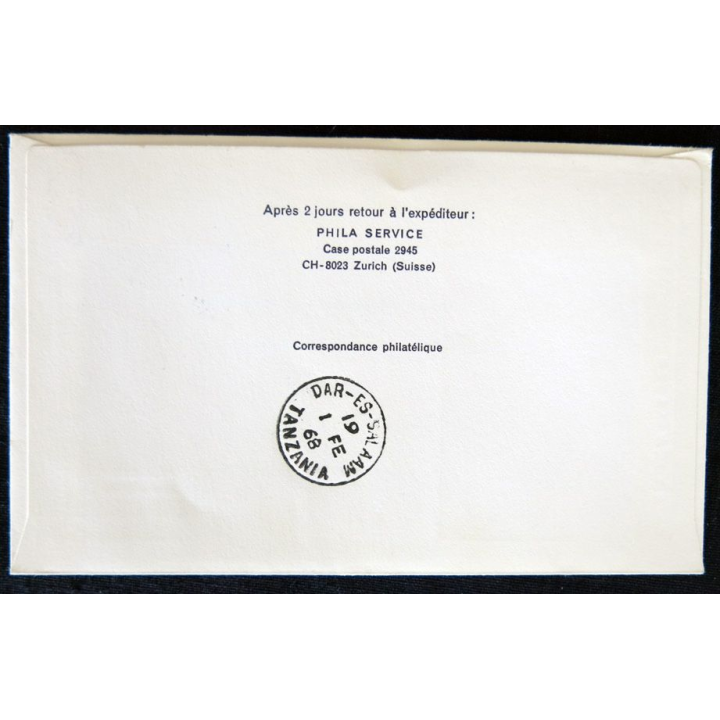 Après 2 jours retour à l'expéditeur :
PHILA SERVICE
Case postale 2945
CH-8023 Zurich (Suisse)
Correspondance philatélique
DAR-ES-SALAAM
19
1 FE
68
TANZANIA